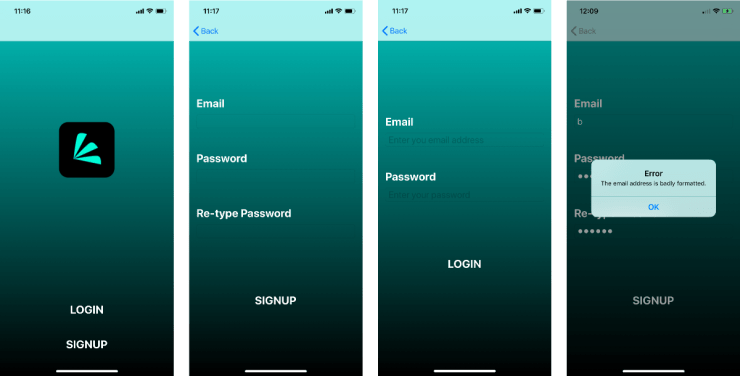 11:16
LOGIN
SIGNUP
11:17
Back
Email
Password
Re-type Password
SIGNUP
11:17
Back
Email
Enter you email address
Password
Enter your password
LOGIN
12:09
Back
Email
b
Password
Error
The email address is badly formatted.
OK
Re-
SIGNUP